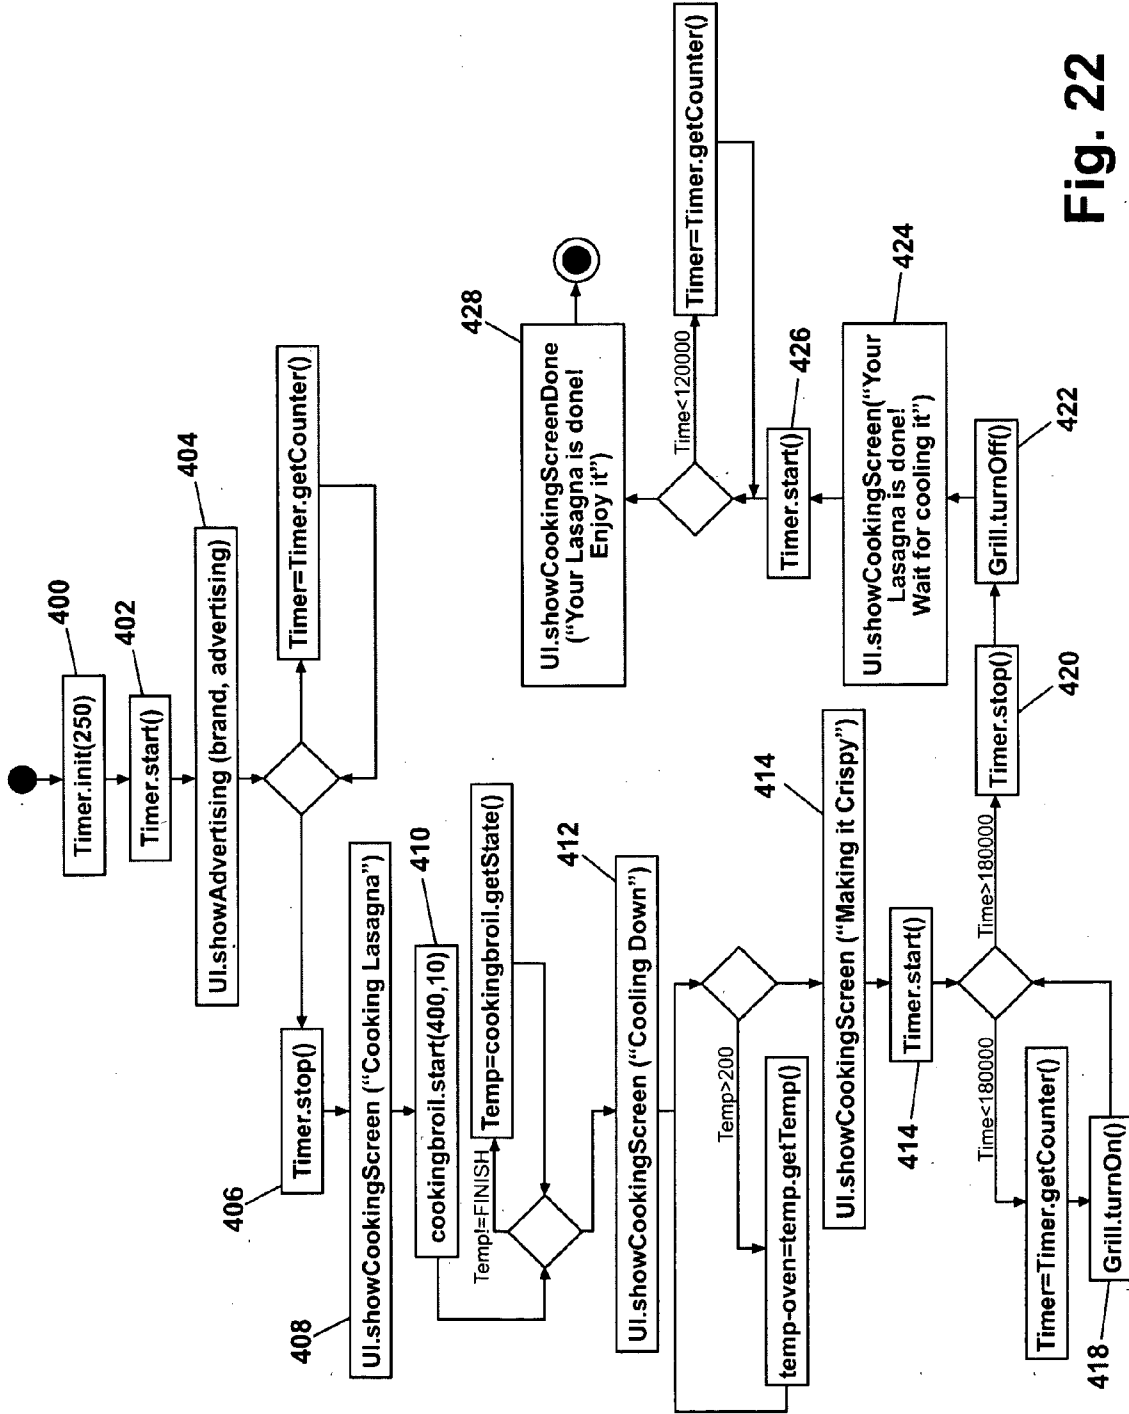 400
Timer.init(250)
402
Timer.start()
404
UI.showAdvertising (brand, advertising)
Timer=Timer.getCounter()
406
Timer.stop()
408
UI.showCookingScreen (“Cooking Lasagna”)
410
cookingbroil.start(400,10)
Temp!=FINISH
Temp=cookingbroil.getState()
412
UI.showCookingScreen (“Cooling Down”)
Temp>200
temp-oven=temp.getTemp()
414
UI.showCookingScreen (“Making it Crispy”)
414
Timer.start()
Time<180000
Time>180000
Timer=Timer.getCounter()
418
Grill.turnOn()
Timer.stop()
420
Grill.turnOff()
422
UI.showCookingScreen(“Your
Lasagna is done!
Wait for cooling it”)
424
Timer.start()
426
Time<120000
Timer=Timer.getCounter()
428
UI.showCookingScreenDone
(“Your Lasagna is done!
Enjoy it”)
Fig. 22